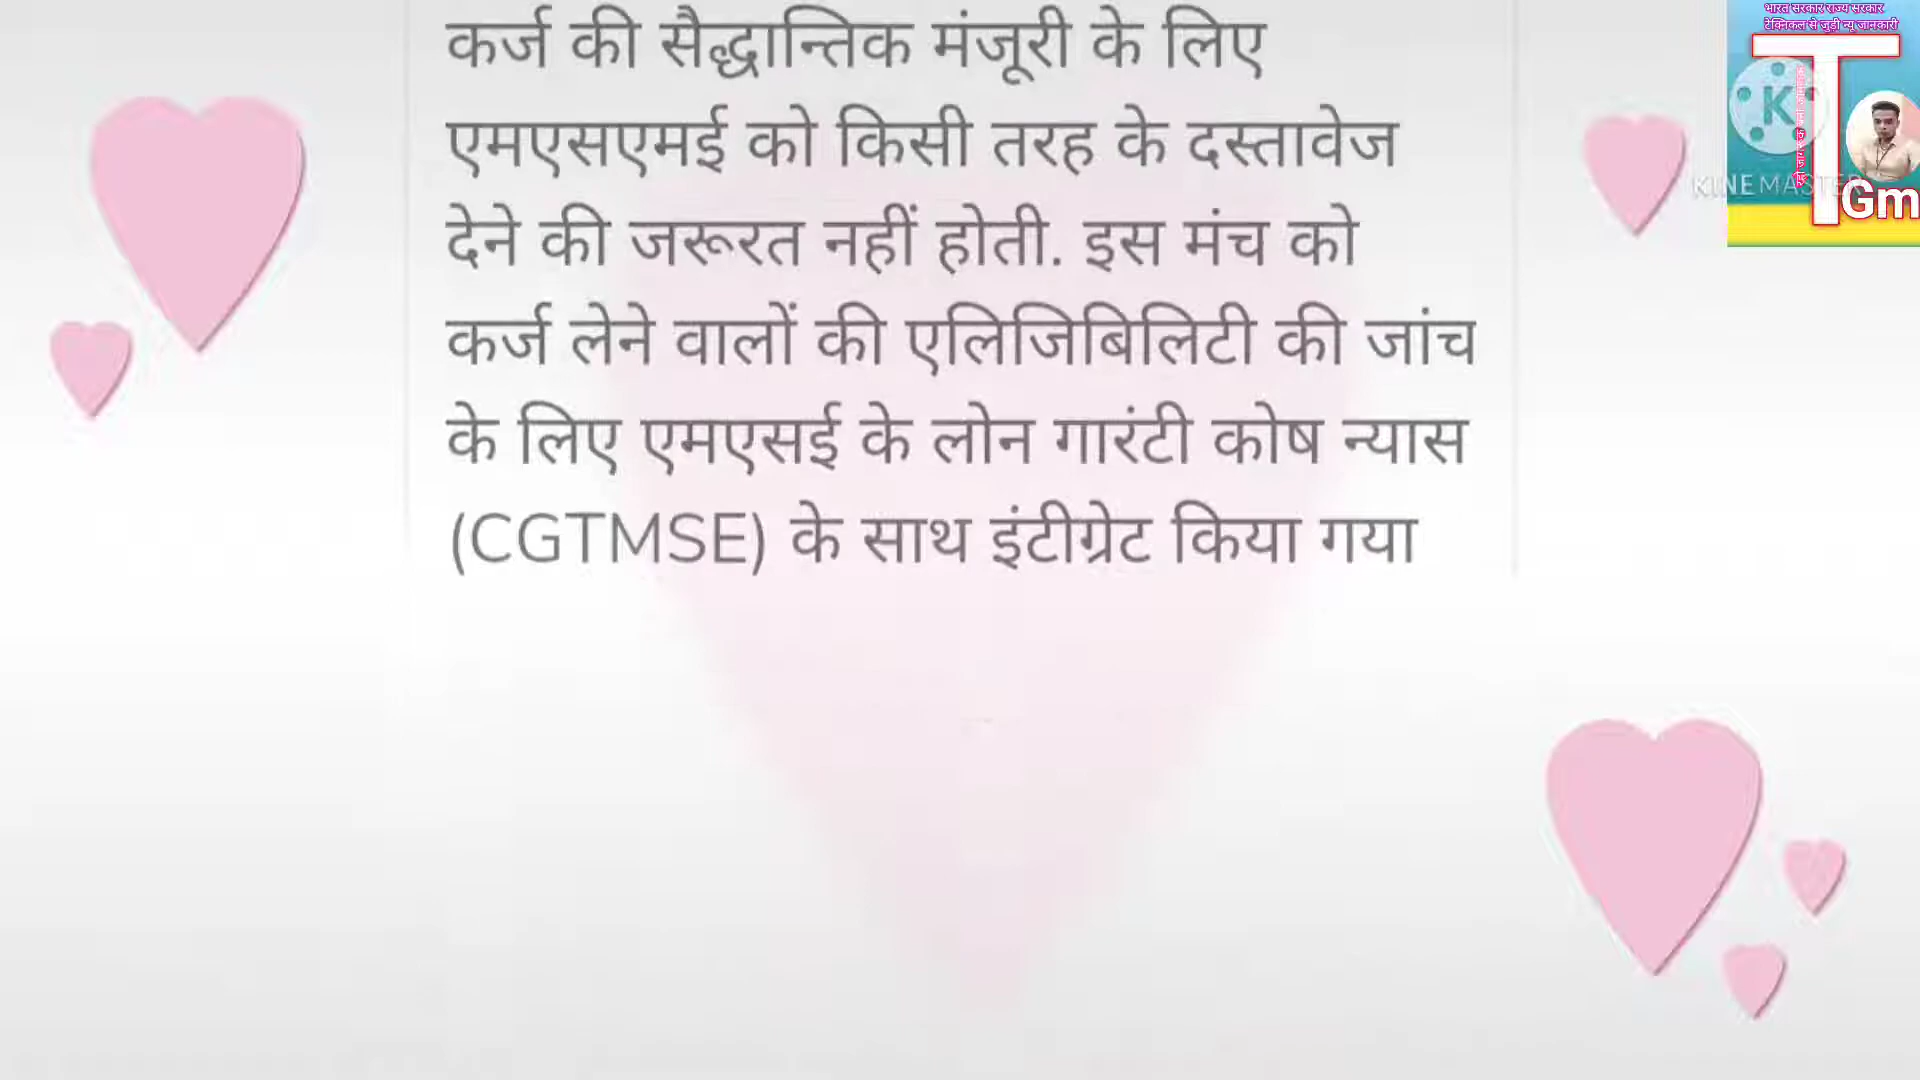 कर्ज की सैद्धान्तिक मंजूरी के लिए
एमएसएमई को किसी तरह के दस्तावेज
देने की जरूरत नहीं होती. इस मंच को
कर्ज लेने वालों की एलिजिबिलिटी की जांच
के लिए एमएसई के लोन गारंटी कोष न्यास
(CGTMSE) के साथ इंटीग्रेट किया गया
भारत सरकार राज्य सरकार
टेक्निकल से जुड़ी न्यू जानकारी
T
K
KINEMASTER
Gm